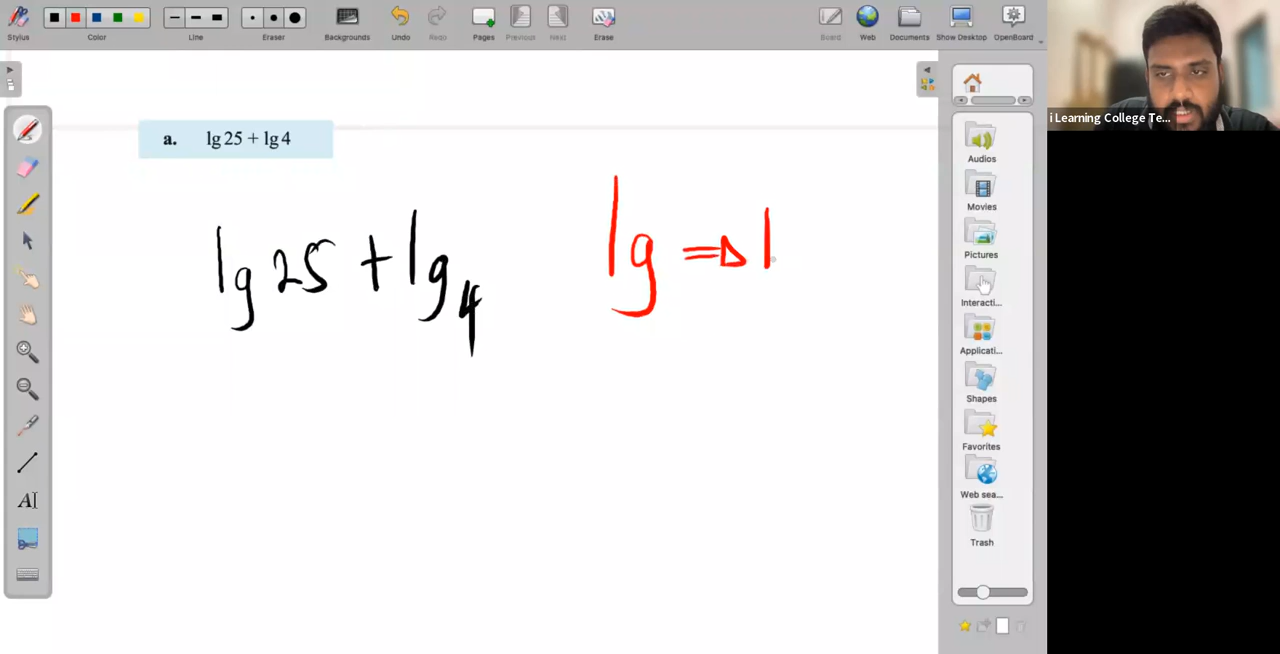 Stylus Color Line Eraser Backgrounds Undo Redo Pages Previous Next Erase Board Web Documents Show Desktop OpenBoard
i Learning College Te...
a. lg 25 + lg 4
lg 25 + lg 4
lg ⇒ l
Audios
Movies
Pictures
Interacti...
Applicati...
Shapes
Favorites
Web sea...
Trash
AI